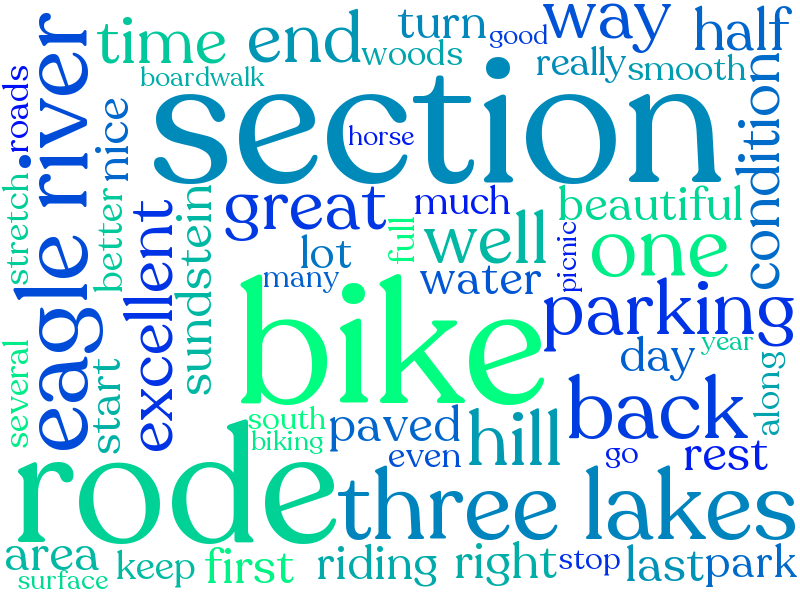 time
end
turn
good
way
half
boardwalk
woods
really
smooth
roads
eagle river
nice
section
horse
condition
stretch
better
excellent
sundstein
great
full
much
beautiful
lot
well
one
many
water
picnic
parking
bike
day
year
several
start
south
biking
paved
hill
back
along
even
go
rest
rode
three lakes
area
surface
keep
first
riding
right
stop
last
park